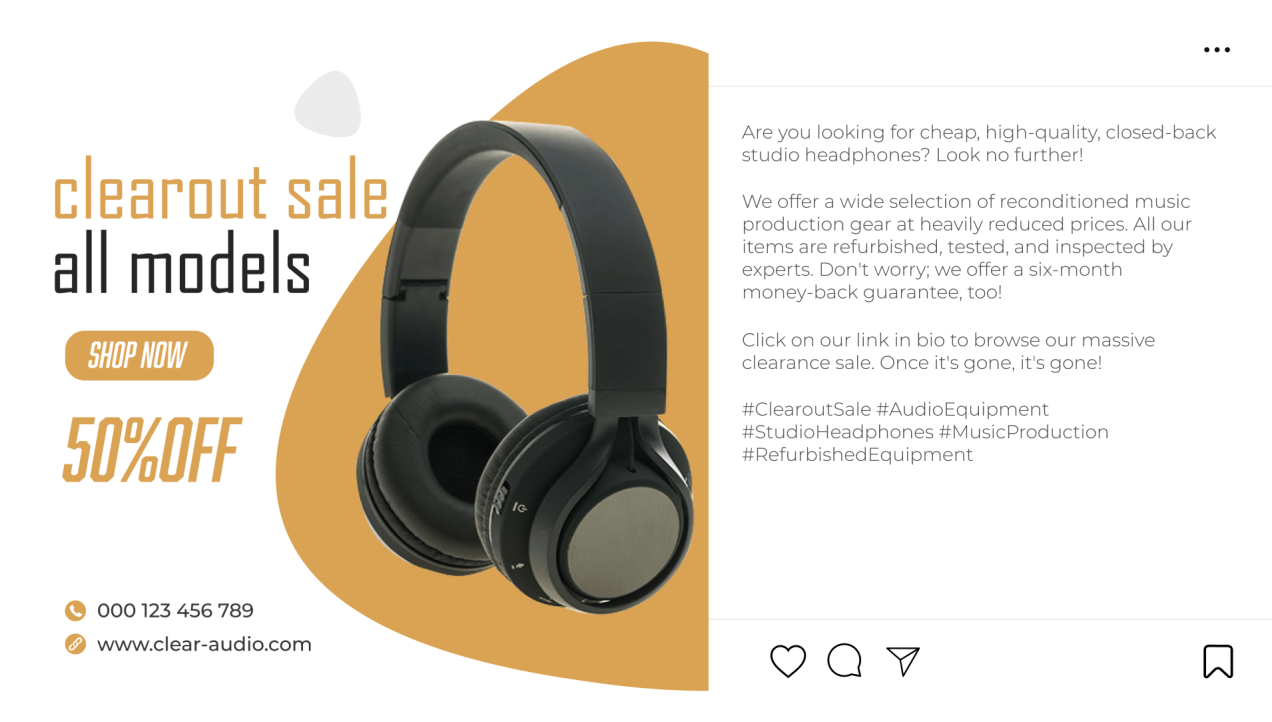 clearout sale
all models
SHOP NOW
50%OFF
000 123 456 789
www.clear-audio.com
Are you looking for cheap, high-quality, closed-back
studio headphones? Look no further!
We offer a wide selection of reconditioned music
production gear at heavily reduced prices. All our
items are refurbished, tested, and inspected by
experts. Don't worry; we offer a six-month
money-back guarantee, too!
Click on our link in bio to browse our massive
clearance sale. Once it's gone, it's gone!
#ClearoutSale #AudioEquipment
#StudioHeadphones #MusicProduction
#RefurbishedEquipment